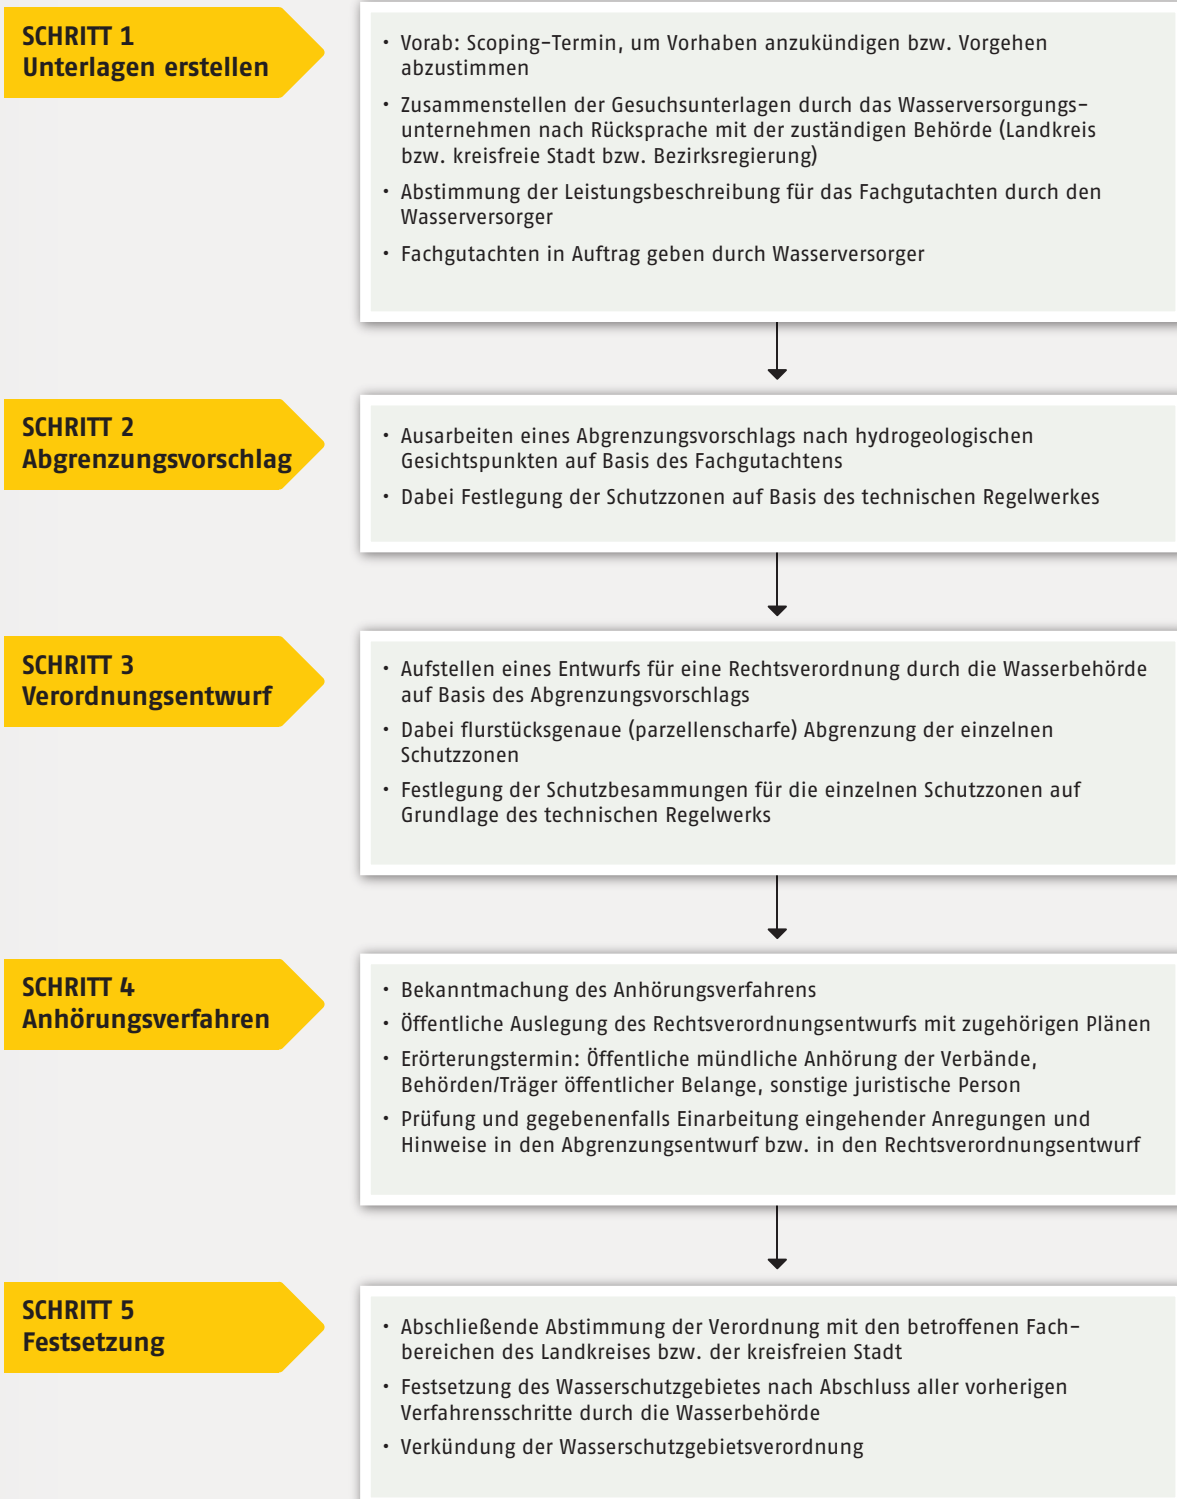 SCHRITT 1
Unterlagen erstellen
• Vorab: Scoping-Termin, um Vorhaben anzukündigen bzw. Vorgehen
abzustimmen
• Zusammenstellen der Gesuchsunterlagen durch das Wasserversorgungs-
unternehmen nach Rücksprache mit der zuständigen Behörde (Landkreis
bzw. kreisfreie Stadt bzw. Bezirksregierung)
• Abstimmung der Leistungsbeschreibung für das Fachgutachten durch den
Wasserversorger
• Fachgutachten in Auftrag geben durch Wasserversorger
SCHRITT 2
Abgrenzungsvorschlag
• Ausarbeiten eines Abgrenzungsvorschlags nach hydrogeologischen
Gesichtspunkten auf Basis des Fachgutachtens
• Dabei Festlegung der Schutzzonen auf Basis des technischen Regelwerkes
SCHRITT 3
Verordnungsentwurf
• Aufstellen eines Entwurfs für eine Rechtsverordnung durch die Wasserbehörde
auf Basis des Abgrenzungsvorschlags
• Dabei flurstücksgenaue (parzellenscharfe) Abgrenzung der einzelnen
Schutzzonen
• Festlegung der Schutzbesammungen für die einzelnen Schutzzonen auf
Grundlage des technischen Regelwerks
SCHRITT 4
Anhörungsverfahren
• Bekanntmachung des Anhörungsverfahrens
• Öffentliche Auslegung des Rechtsverordnungsentwurfs mit zugehörigen Plänen
• Erörterungstermin: Öffentliche mündliche Anhörung der Verbände,
Behörden/Träger öffentlicher Belange, sonstige juristische Person
• Prüfung und gegebenenfalls Einarbeitung eingehender Anregungen und
Hinweise in den Abgrenzungsentwurf bzw. in den Rechtsverordnungsentwurf
SCHRITT 5
Festsetzung
• Abschließende Abstimmung der Verordnung mit den betroffenen Fach-
bereichen des Landkreises bzw. der kreisfreien Stadt
• Festsetzung des Wasserschutzgebietes nach Abschluss aller vorherigen
Verfahrensschritte durch die Wasserbehörde
• Verkündung der Wasserschutzgebietsverordnung